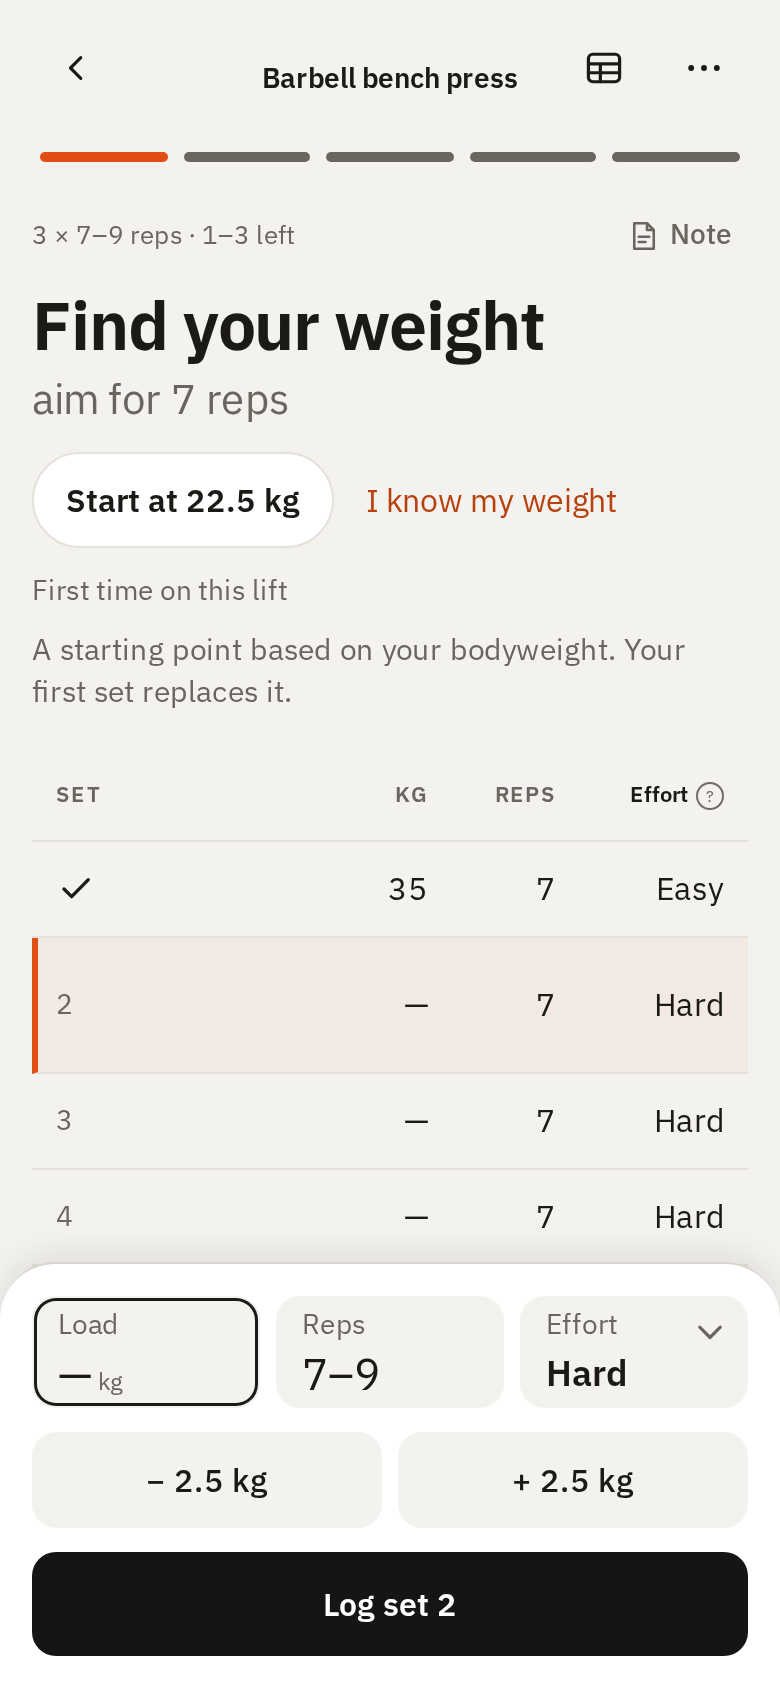 Barbell bench press
3 × 7–9 reps · 1–3 left
Note
Find your weight
aim for 7 reps
Start at 22.5 kg
I know my weight
First time on this lift
A starting point based on your bodyweight. Your
first set replaces it.
SET KG REPS Effort ?
35 7 Easy
2 — 7 Hard
3 — 7 Hard
4 — 7 Hard
Load Reps Effort
— kg 7–9 Hard
− 2.5 kg + 2.5 kg
Log set 2